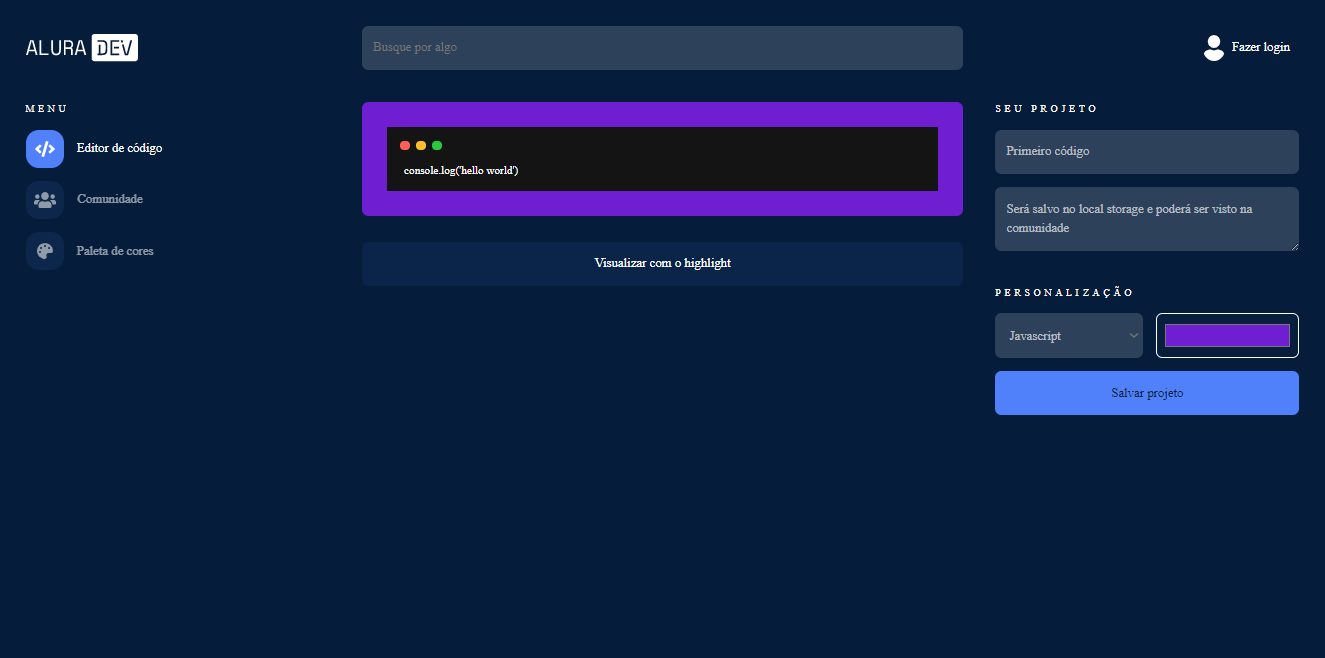 ALURA DEV
Busque por algo
Fazer login
MENU
Editor de código
Comunidade
Paleta de cores
console.log('hello world')
Visualizar com o highlight
SEU PROJETO
Primeiro código
Será salvo no local storage e poderá ser visto na
comunidade
PERSONALIZAÇÃO
Javascript
Salvar projeto